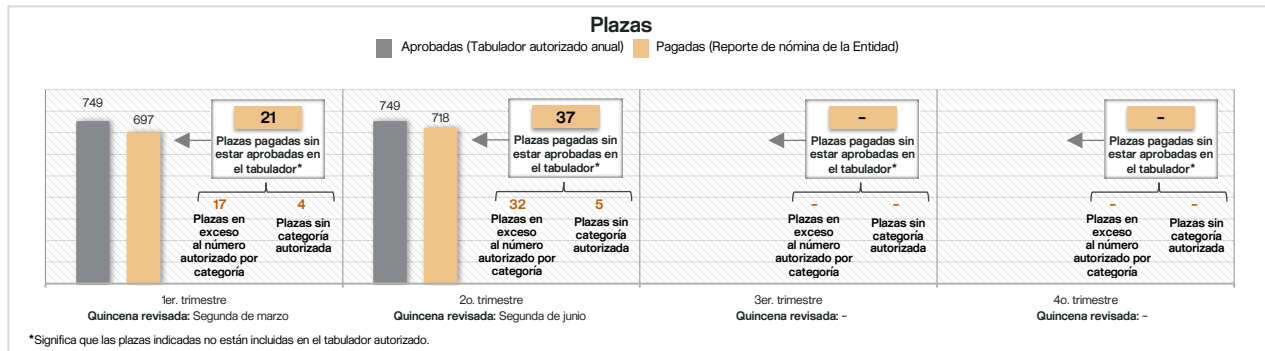 Plazas
Aprobadas (Tabulador autorizado anual)
Pagadas (Reporte de nómina de la Entidad)
749
697
21
Plazas pagadas sin
estar aprobadas en
el tabulador*
17
Plazas en
exceso
al número
autorizado por
categoría
4
Plazas sin
categoría
autorizada
1er. trimestre
Quincena revisada: Segunda de marzo
749
718
37
Plazas pagadas sin
estar aprobadas en
el tabulador*
32
Plazas en
exceso
al número
autorizado por
categoría
5
Plazas sin
categoría
autorizada
2o. trimestre
Quincena revisada: Segunda de junio
-
Plazas pagadas sin
estar aprobadas en
el tabulador*
-
Plazas en
exceso
al número
autorizado por
categoría
-
Plazas sin
categoría
autorizada
3er. trimestre
Quincena revisada: -
-
Plazas pagadas sin
estar aprobadas en
el tabulador*
-
Plazas en
exceso
al número
autorizado por
categoría
-
Plazas sin
categoría
autorizada
4o. trimestre
Quincena revisada: -
*Significa que las plazas indicadas no están incluidas en el tabulador autorizado.